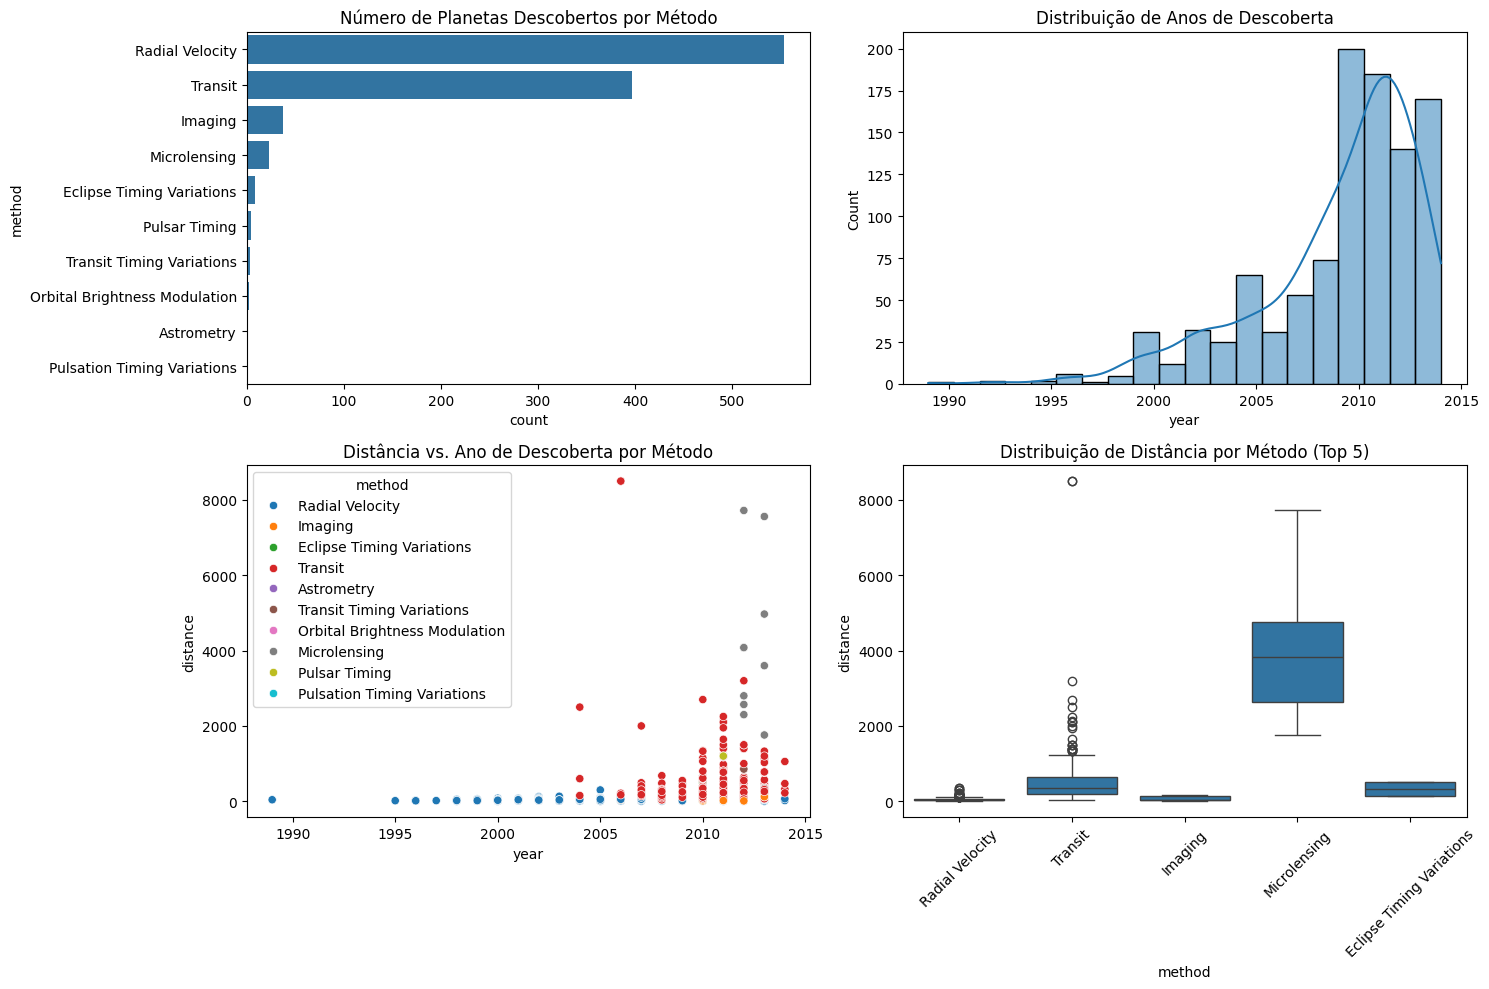 Número de Planetas Descobertos por Método
Radial Velocity
Transit
Imaging
Microlensing
Eclipse Timing Variations
Pulsar Timing
Transit Timing Variations
Orbital Brightness Modulation
Astrometry
Pulsation Timing Variations
method
0 100 200 300 400 500
count
Distribuição de Anos de Descoberta
200
175
150
125
100
75
50
25
0
Count
1990 1995 2000 2005 2010 2015
year
Distância vs. Ano de Descoberta por Método
method
Radial Velocity
Imaging
Eclipse Timing Variations
Transit
Astrometry
Transit Timing Variations
Orbital Brightness Modulation
Microlensing
Pulsar Timing
Pulsation Timing Variations
8000
6000
4000
2000
0
distance
1990 1995 2000 2005 2010 2015
year
Distribuição de Distância por Método (Top 5)
8000
6000
4000
2000
0
distance
Radial Velocity
Transit
Imaging
Microlensing
Eclipse Timing Variations
method